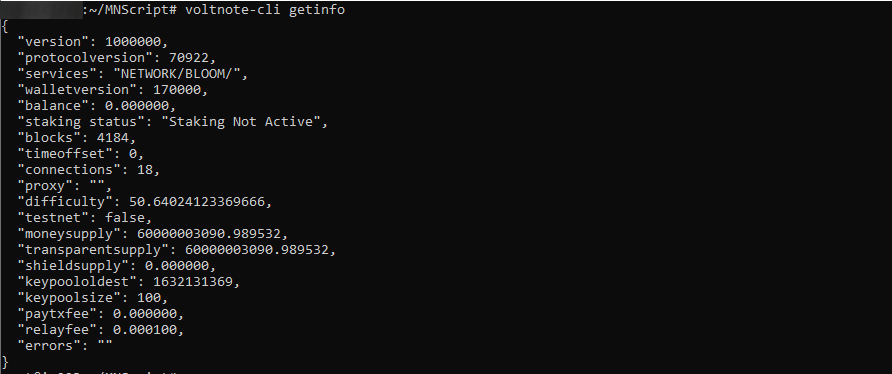 :~/MNScript# voltnote-cli getinfo
{
  "version": 1000000,
  "protocolversion": 70922,
  "services": "NETWORK/BLOOM/",
  "walletversion": 170000,
  "balance": 0.000000,
  "staking status": "Staking Not Active",
  "blocks": 4184,
  "timeoffset": 0,
  "connections": 18,
  "proxy": "",
  "difficulty": 50.64024123369666,
  "testnet": false,
  "moneysupply": 60000003090.989532,
  "transparentsupply": 60000003090.989532,
  "shieldsupply": 0.000000,
  "keypoololdest": 1632131369,
  "keypoolsize": 100,
  "paytxfee": 0.000000,
  "relayfee": 0.000100,
  "errors": ""
}